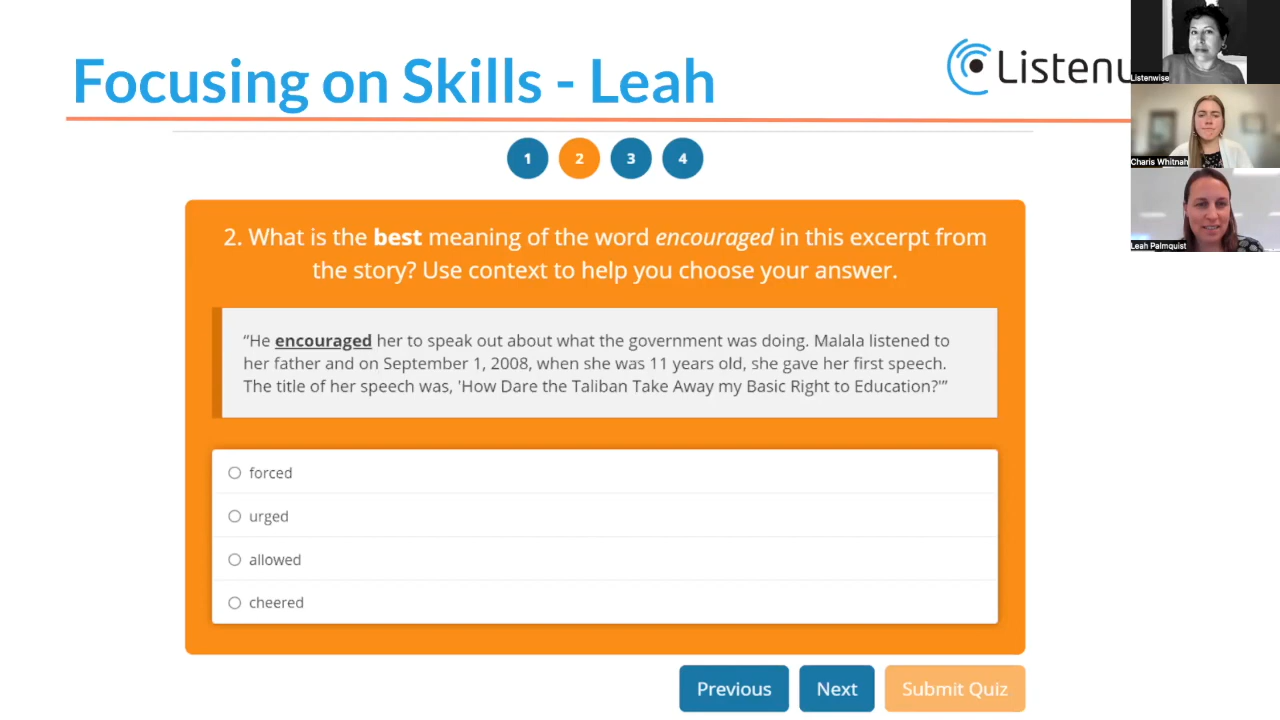 Focusing on Skills - Leah
Listenw
Listenwise
Charis Whitnah
Leah Palmquist
1 2 3 4
2. What is the best meaning of the word encouraged in this excerpt from
the story? Use context to help you choose your answer.
“He encouraged her to speak out about what the government was doing. Malala listened to
her father and on September 1, 2008, when she was 11 years old, she gave her first speech.
The title of her speech was, 'How Dare the Taliban Take Away my Basic Right to Education?'”
forced
urged
allowed
cheered
Previous Next Submit Quiz